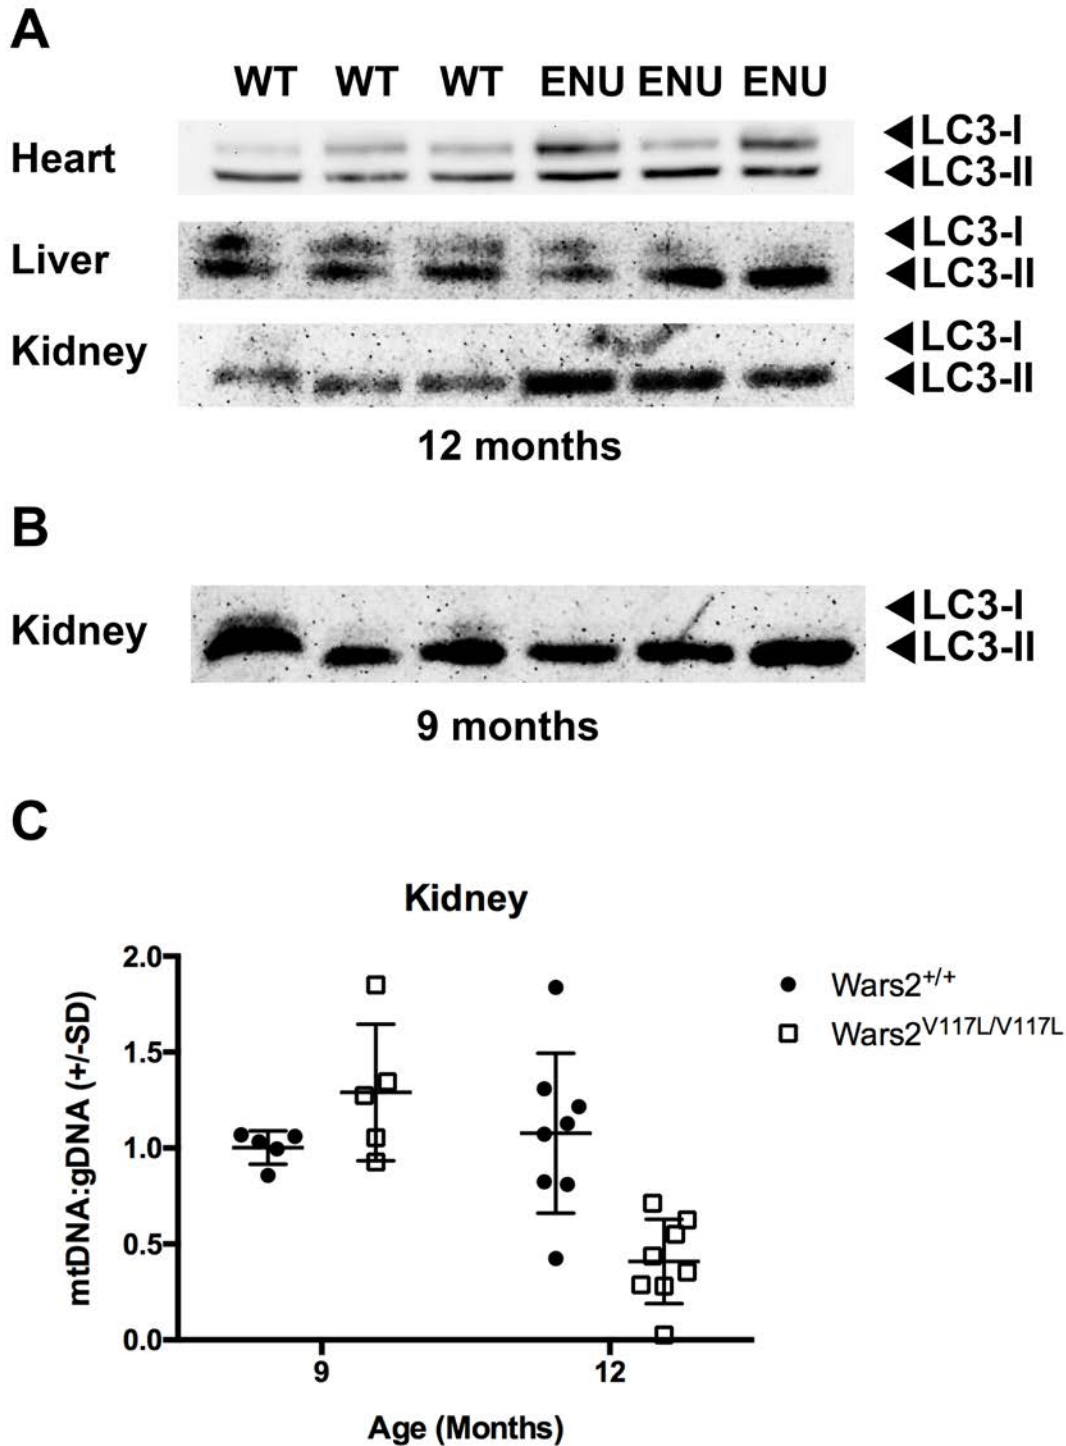 A
WT WT WT ENU ENU ENU
Heart
◀LC3-I
◀LC3-II
Liver
◀LC3-I
◀LC3-II
Kidney
◀LC3-I
◀LC3-II
12 months
B
Kidney
◀LC3-I
◀LC3-II
9 months
C
Kidney
mtDNA:gDNA (+/-SD)
2.0
1.5
1.0
0.5
0.0
9 12
Age (Months)
Wars2+/+
Wars2V117L/V117L